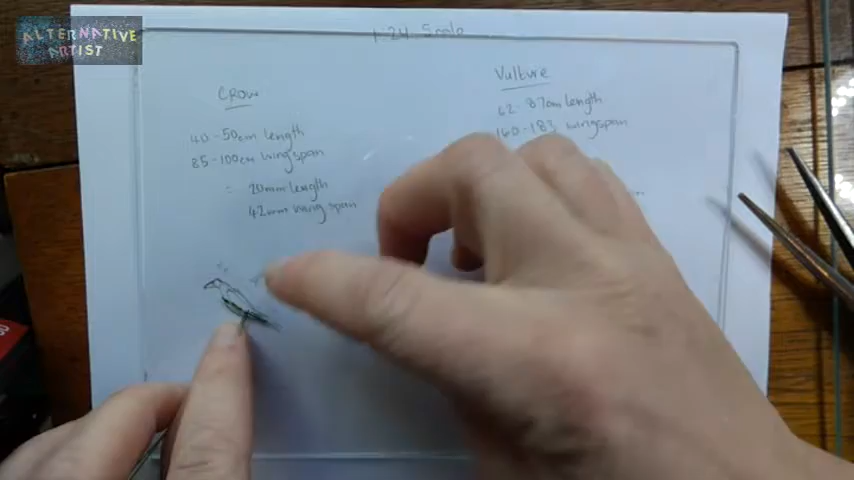 ALTERNATIVE
ARTIST
1:24 Scale
Crow
40-50cm length
85-100cm wingspan
= 20mm length
42mm wing span
Vulture
62-87cm length
160-183 wingspan